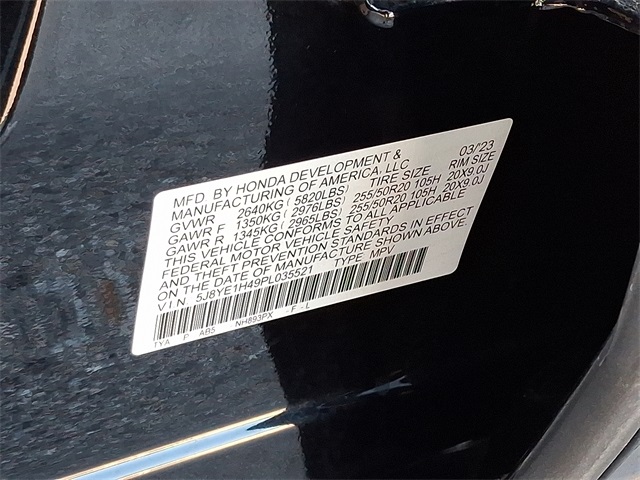 MFD. BY HONDA DEVELOPMENT & 03/'23
MANUFACTURING OF AMERICA, LLC
GVWR 2640KG ( 5820LBS) TIRE SIZE RIM SIZE
GAWR F 1350KG ( 2976LBS) 255/50R20 105H 20X9.0J
GAWR R 1345KG ( 2965LBS) 255/50R20 105H 20X9.0J
THIS VEHICLE CONFORMS TO ALL APPLICABLE
FEDERAL MOTOR VEHICLE SAFETY
AND THEFT PREVENTION STANDARDS IN EFFECT
ON THE DATE OF MANUFACTURE SHOWN ABOVE.
V I N: 5J8YE1H49PL035521 TYPE: MPV
TYA P AB5 NH893PX - F - L